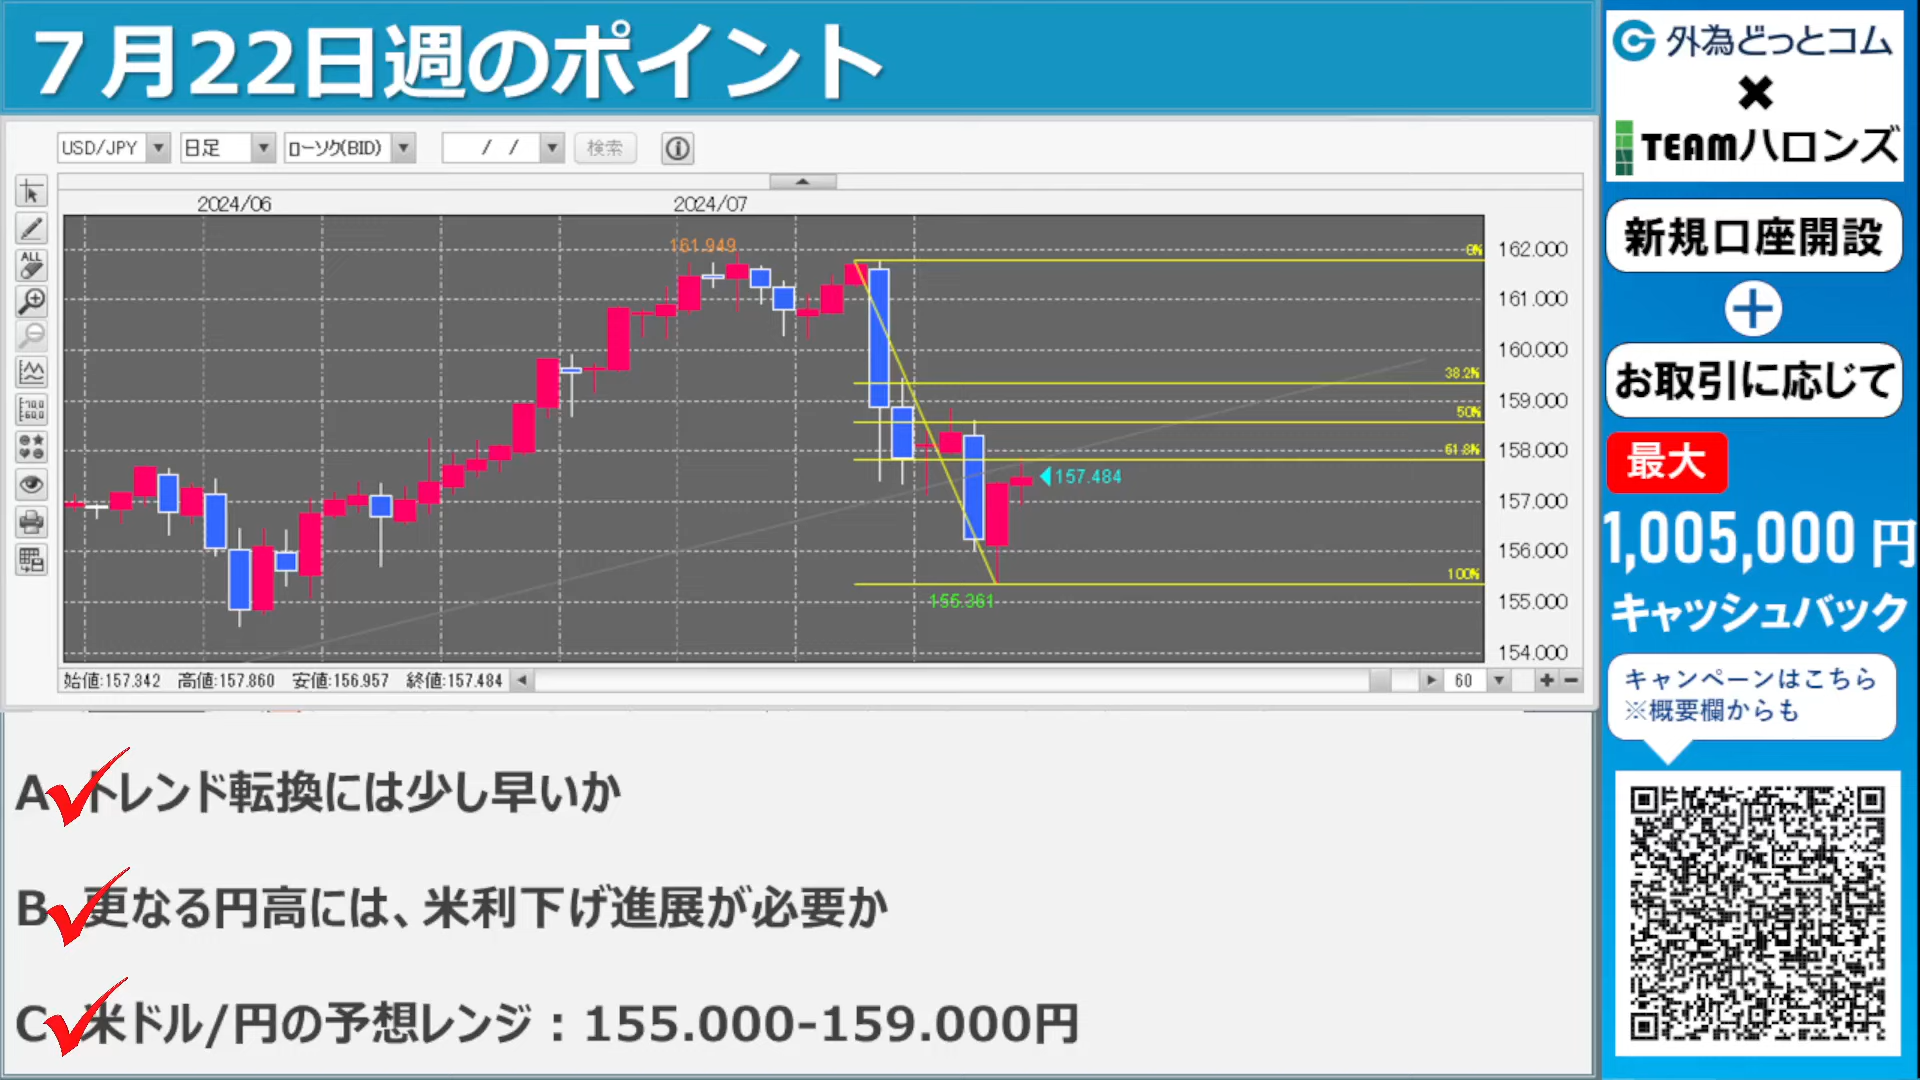 7月22日週のポイント
USD/JPY 日足 ローソク(BID) / / 検索
2024/06 2024/07
ALL
161.949
0%
38.2%
50%
61.8%
100%
157.484
155.361
162.000
161.000
160.000
159.000
158.000
157.000
156.000
155.000
154.000
始値:157.342 高値:157.860 安値:156.957 終値:157.484 60
A トレンド転換には少し早いか
B 更なる円高には、米利下げ進展が必要か
C 米ドル/円の予想レンジ：155.000-159.000円
外為どっとコム
×
TEAMハロンズ
新規口座開設
+
お取引に応じて
最大
1,005,000 円
キャッシュバック
キャンペーンはこちら
※概要欄からも